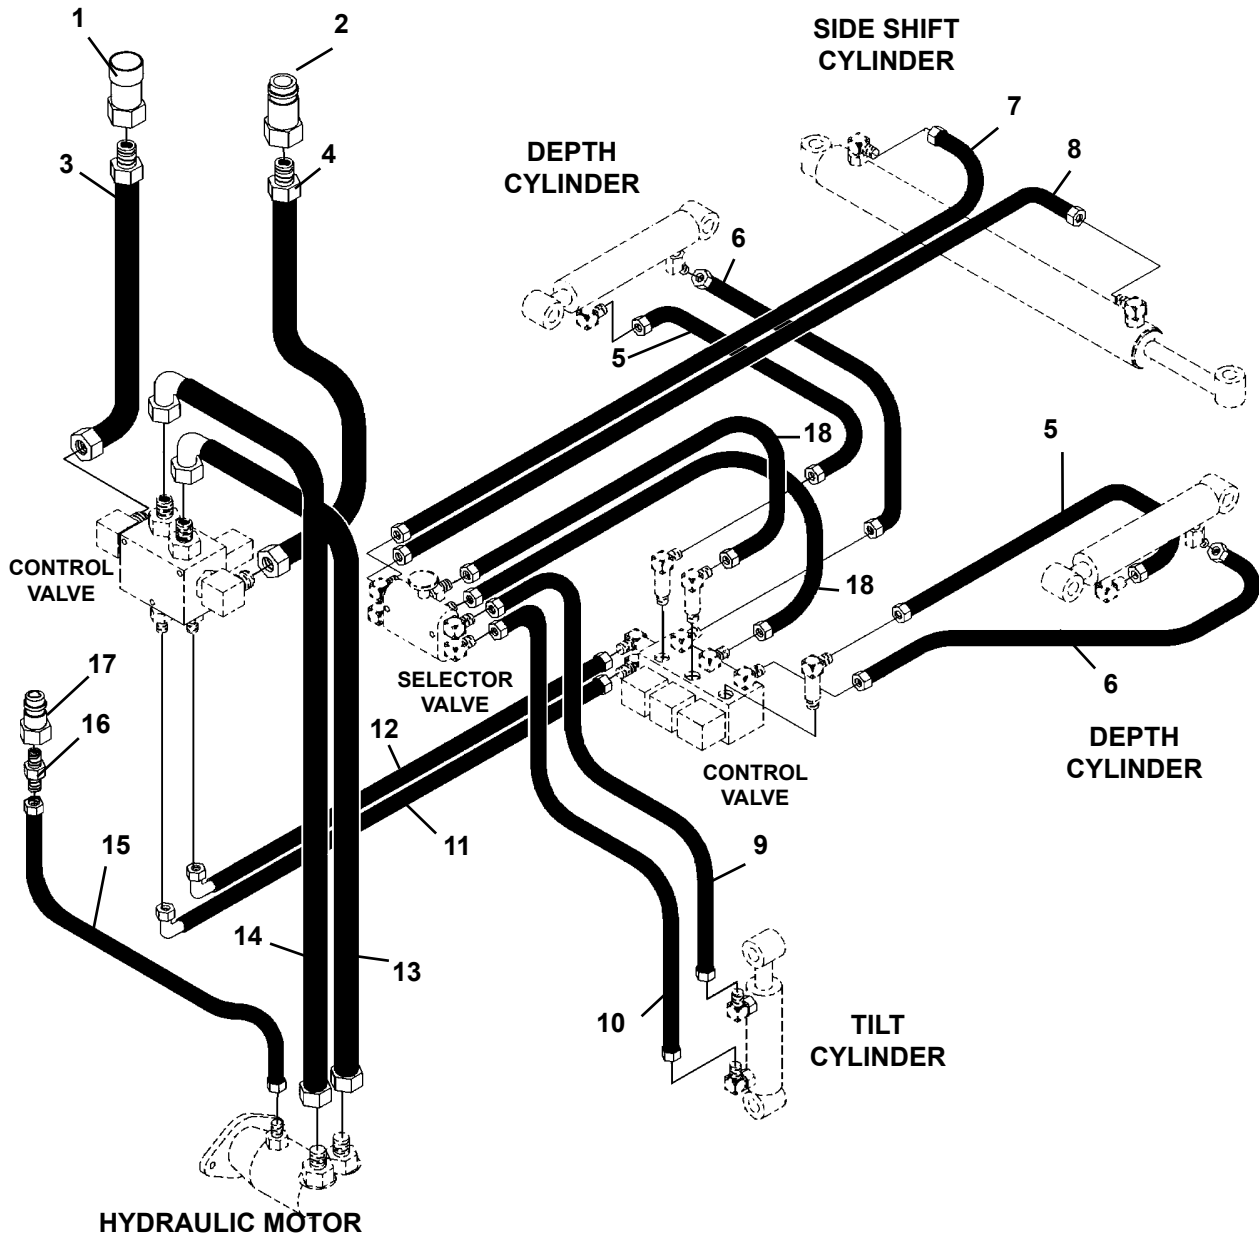 1
2
SIDE SHIFT
CYLINDER
7
DEPTH
CYLINDER
8
3
4
6
5
18
5
CONTROL
VALVE
18
17
SELECTOR
VALVE
6
16
12
DEPTH
CYLINDER
CONTROL
VALVE
15
11
9
14
13
10
TILT
CYLINDER
HYDRAULIC MOTOR